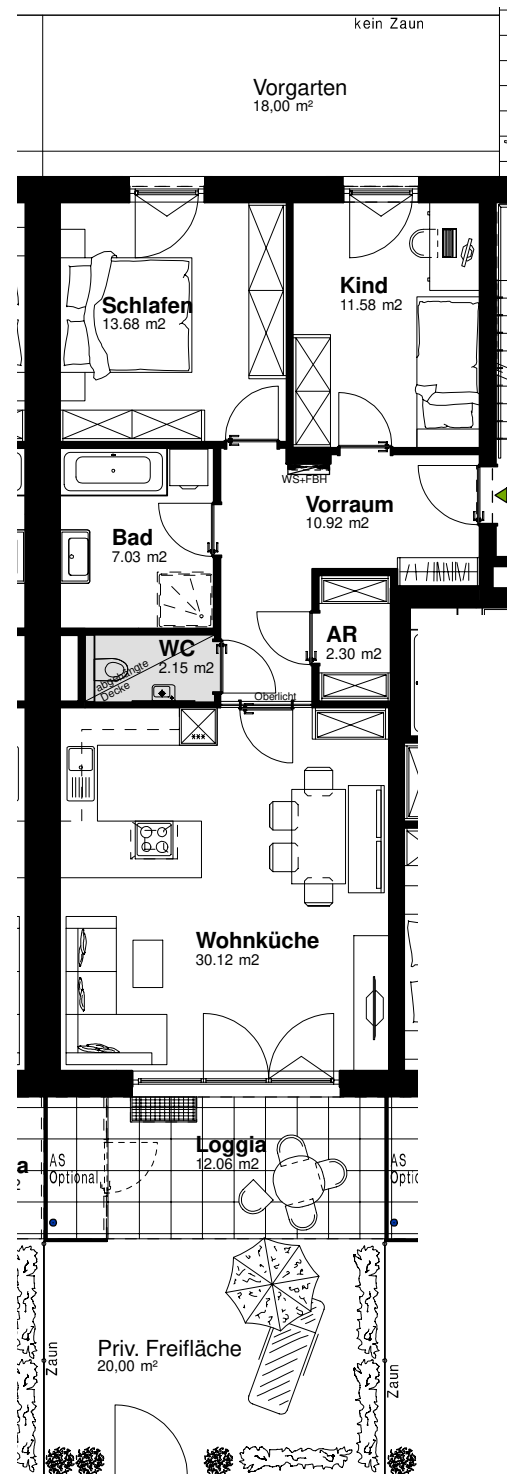 kein Zaun
Vorgarten
18,00 m²
Schlafen
13.68 m2
Kind
11.58 m2
WS+FBH
Vorraum
10.92 m2
Bad
7.03 m2
AR
2.30 m2
WC
2.15 m2
abgehängte
Decke
Oberlicht
Wohnküche
30.12 m2
Loggia
12.06 m2
a
2
AS
Optional
AS
Optio
Priv. Freifläche
20,00 m²
Zaun
Zaun